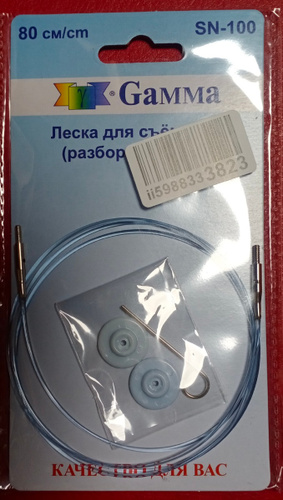 80 см/cm SN-100
Gamma
Леска для съё
(разбор
ii5988333823
КАЧЕСТВО ДЛЯ ВАС